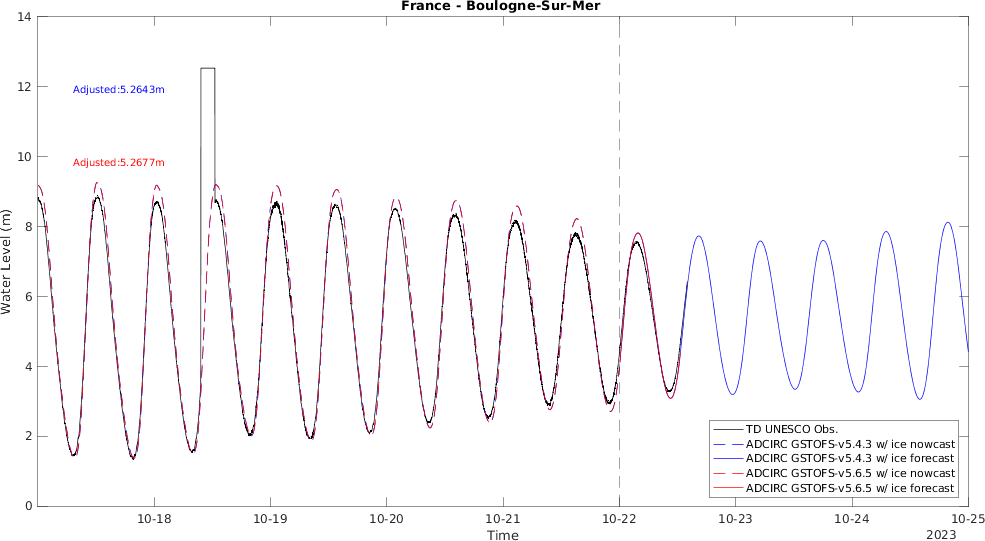 France - Boulogne-Sur-Mer
14
12
10
8
6
4
2
0
Water Level (m)
Adjusted:5.2643m
Adjusted:5.2677m
TD UNESCO Obs.
ADCIRC GSTOFS-v5.4.3 w/ ice nowcast
ADCIRC GSTOFS-v5.4.3 w/ ice forecast
ADCIRC GSTOFS-v5.6.5 w/ ice nowcast
ADCIRC GSTOFS-v5.6.5 w/ ice forecast
10-18 10-19 10-20 10-21 10-22 10-23 10-24 10-25
Time
2023